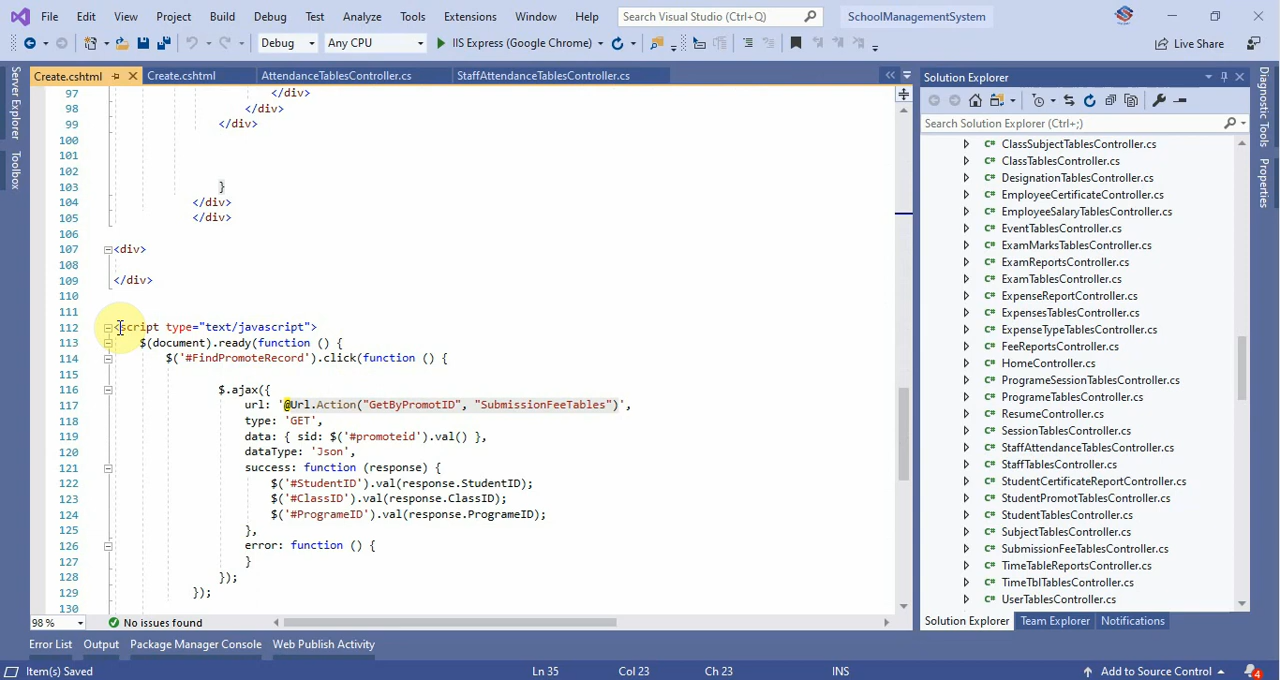 File Edit View Project Build Debug Test Analyze Tools Extensions Window Help Search Visual Studio (Ctrl+Q) SchoolManagementSystem
Debug Any CPU IIS Express (Google Chrome) Live Share
Server Explorer
Toolbox
Create.cshtml Create.cshtml AttendanceTablesController.cs StaffAttendanceTablesController.cs
97 </div>
98 </div>
99 </div>
100
101
102
103 }
104 </div>
105 </div>
106
107 <div>
108
109 </div>
110
111
112 <script type="text/javascript">
113 $(document).ready(function () {
114 $('#FindPromoteRecord').click(function () {
115
116 $.ajax({
117 url: '@Url.Action("GetByPromotID", "SubmissionFeeTables")',
118 type: 'GET',
119 data: { sid: $('#promoteid').val() },
120 dataType: 'Json',
121 success: function (response) {
122 $('#StudentID').val(response.StudentID);
123 $('#ClassID').val(response.ClassID);
124 $('#ProgrameID').val(response.ProgrameID);
125 },
126 error: function () {
127 }
128 });
129 });
130
98 % No issues found
Solution Explorer
Search Solution Explorer (Ctrl+;)
ClassSubjectTablesController.cs
ClassTablesController.cs
DesignationTablesController.cs
EmployeeCertificateController.cs
EmployeeSalaryTablesController.cs
EventTablesController.cs
ExamMarksTablesController.cs
ExamReportsController.cs
ExamTablesController.cs
ExpenseReportController.cs
ExpensesTablesController.cs
ExpenseTypeTablesController.cs
FeeReportsController.cs
HomeController.cs
ProgrameSessionTablesController.cs
ProgrameTablesController.cs
ResumeController.cs
SessionTablesController.cs
StaffAttendanceTablesController.cs
StaffTablesController.cs
StudentCertificateReportController.cs
StudentPromotTablesController.cs
StudentTablesController.cs
SubjectTablesController.cs
SubmissionFeeTablesController.cs
TimeTableReportsController.cs
TimeTblTablesController.cs
UserTablesController.cs
Solution Explorer Team Explorer Notifications
Diagnostic Tools
Properties
Error List Output Package Manager Console Web Publish Activity
Item(s) Saved Ln 35 Col 23 Ch 23 INS Add to Source Control 4